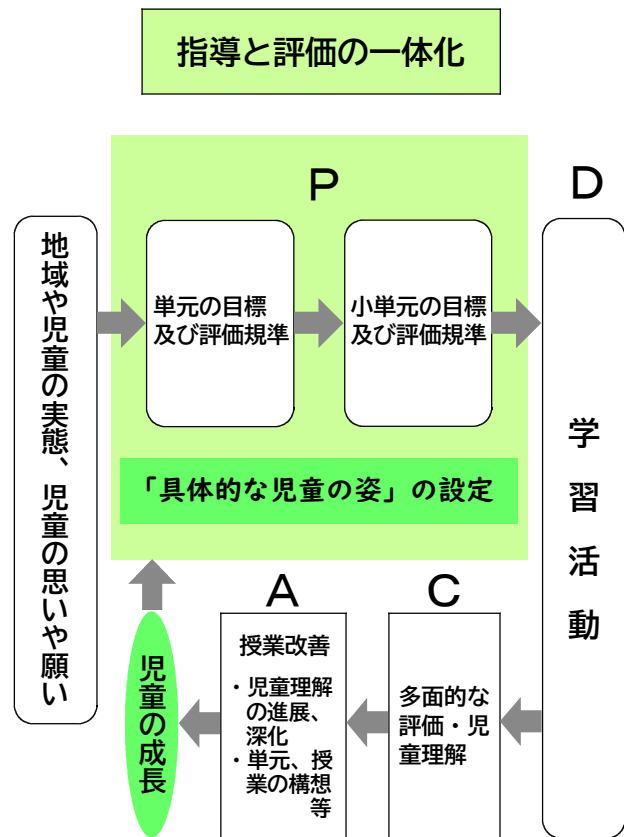 指導と評価の一体化
P
D
地域や児童の実態、児童の思いや願い
単元の目標
及び評価規準
小単元の目標
及び評価規準
「具体的な児童の姿」の設定
学習活動
A
C
児童の成長
授業改善
・児童理解
の進展、
深化
・単元、授
業の構想
等
多面的な
評価・児
童理解